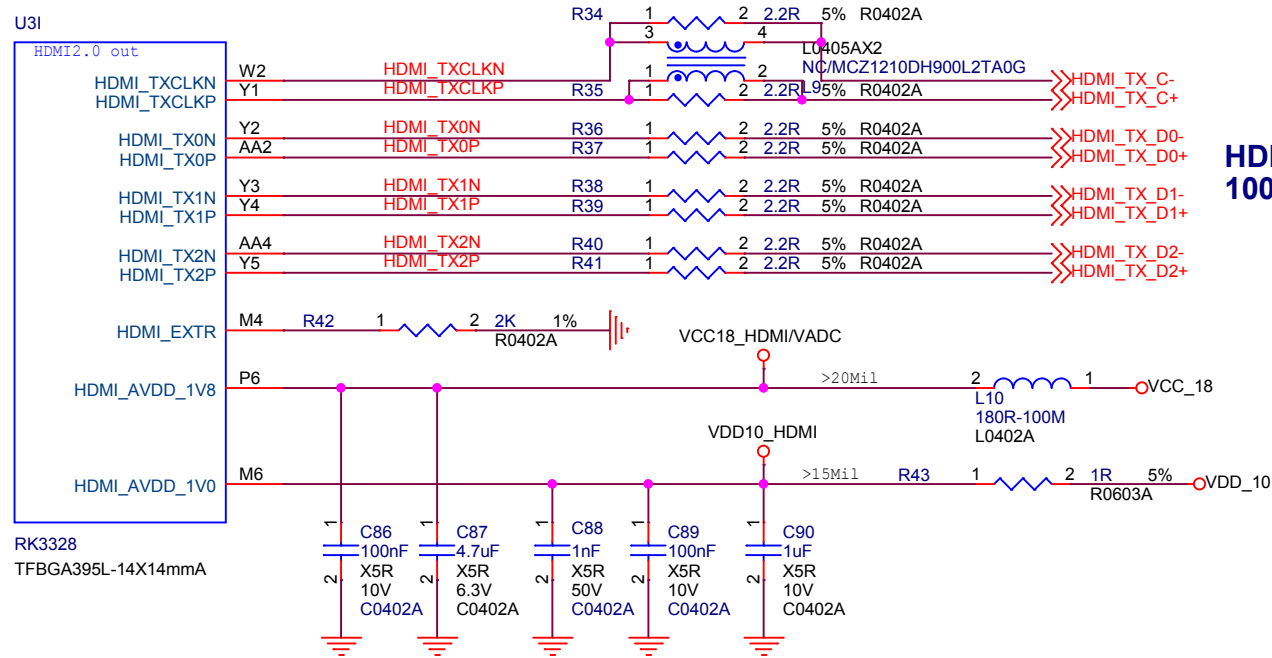 U3I
HDMI2.0 out
R34 1 2 2.2R 5% R0402A
3 4
L0405AX2
NC/MCZ1210DH900L2TA0G
HDMI_TXCLKN W2 HDMI_TXCLKN 1 2 HDMI_TX_C-
HDMI_TXCLKP Y1 HDMI_TXCLKP R35 1 2 2.2R L9 5% R0402A HDMI_TX_C+
HDMI_TX0N Y2 HDMI_TX0N R36 1 2 2.2R 5% R0402A HDMI_TX_D0-
HDMI_TX0P AA2 HDMI_TX0P R37 1 2 2.2R 5% R0402A HDMI_TX_D0+
HDI
100
HDMI_TX1N Y3 HDMI_TX1N R38 1 2 2.2R 5% R0402A HDMI_TX_D1-
HDMI_TX1P Y4 HDMI_TX1P R39 1 2 2.2R 5% R0402A HDMI_TX_D1+
HDMI_TX2N AA4 HDMI_TX2N R40 1 2 2.2R 5% R0402A HDMI_TX_D2-
HDMI_TX2P Y5 HDMI_TX2P R41 1 2 2.2R 5% R0402A HDMI_TX_D2+
HDMI_EXTR M4 R42 1 2 2K 1%
R0402A
VCC18_HDMI/VADC
HDMI_AVDD_1V8 P6 >20Mil 2 1 VCC_18
L10
180R-100M
L0402A
VDD10_HDMI
HDMI_AVDD_1V0 M6 >15Mil R43 1 2 1R 5% VDD_10
R0603A
RK3328
TFBGA395L-14X14mmA
1 2 C86
100nF
X5R
10V
C0402A
1 2 C87
4.7uF
X5R
6.3V
C0402A
1 2 C88
1nF
X5R
50V
C0402A
1 2 C89
100nF
X5R
10V
C0402A
1 2 C90
1uF
X5R
10V
C0402A